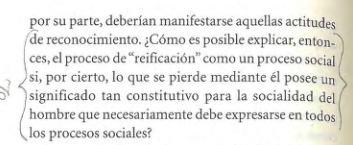 por su parte, deberían manifestarse aquellas actitudes
de reconocimiento. ¿Cómo es posible explicar, enton-
ces, el proceso de “reificación” como un proceso social
si, por cierto, lo que se pierde mediante él posee un
significado tan constitutivo para la socialidad del
hombre que necesariamente debe expresarse en todos
los procesos sociales?